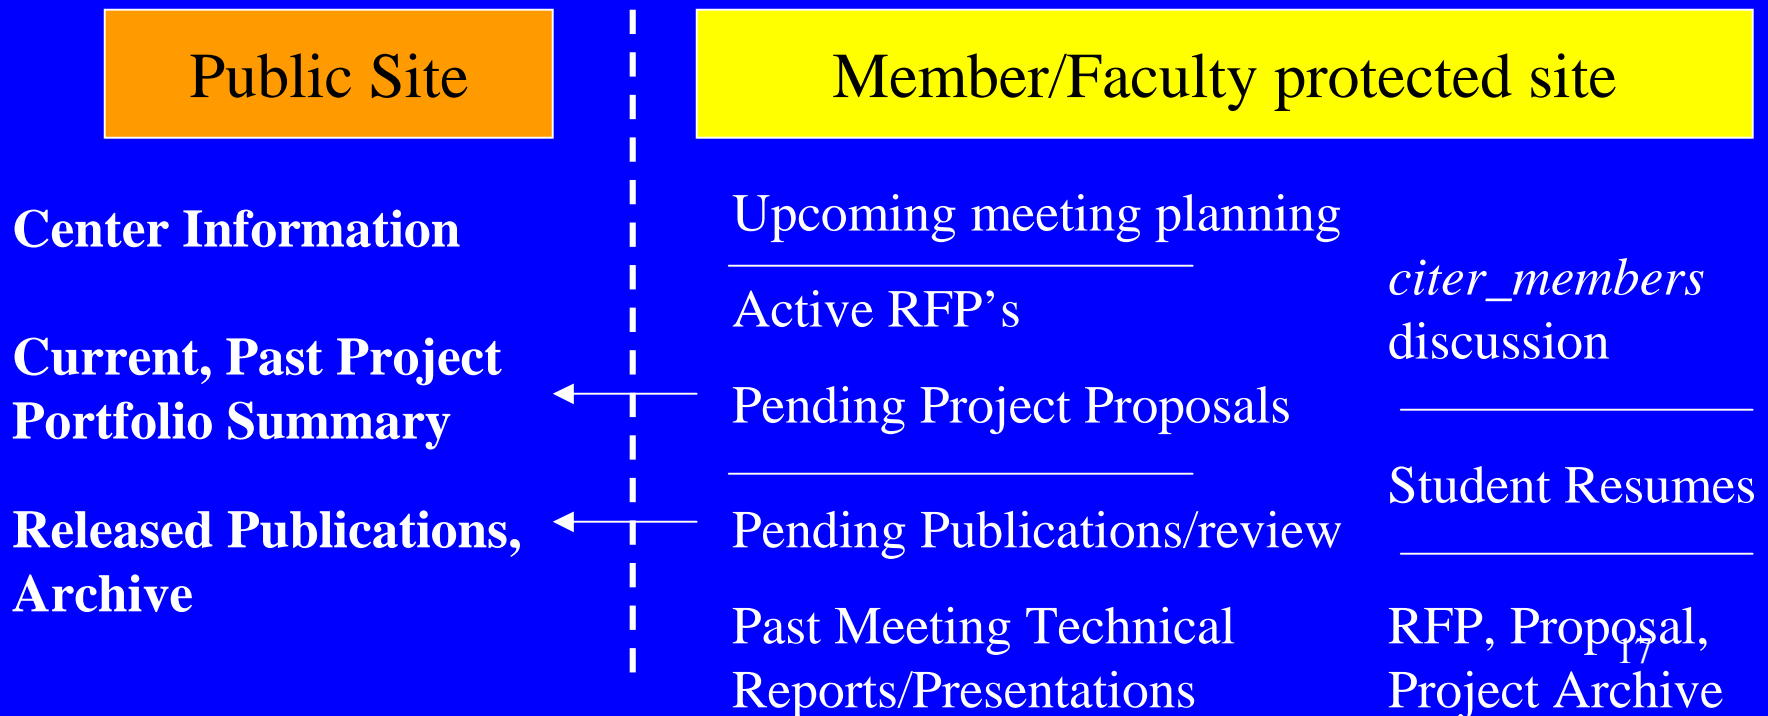 Public Site
Member/Faculty protected site
Center Information
Current, Past Project
Portfolio Summary
Released Publications,
Archive
Upcoming meeting planning
Active RFP’s
Pending Project Proposals
Pending Publications/review
Past Meeting Technical
Reports/Presentations
citer_members
discussion
Student Resumes
RFP, Proposal,
Project Archive
17